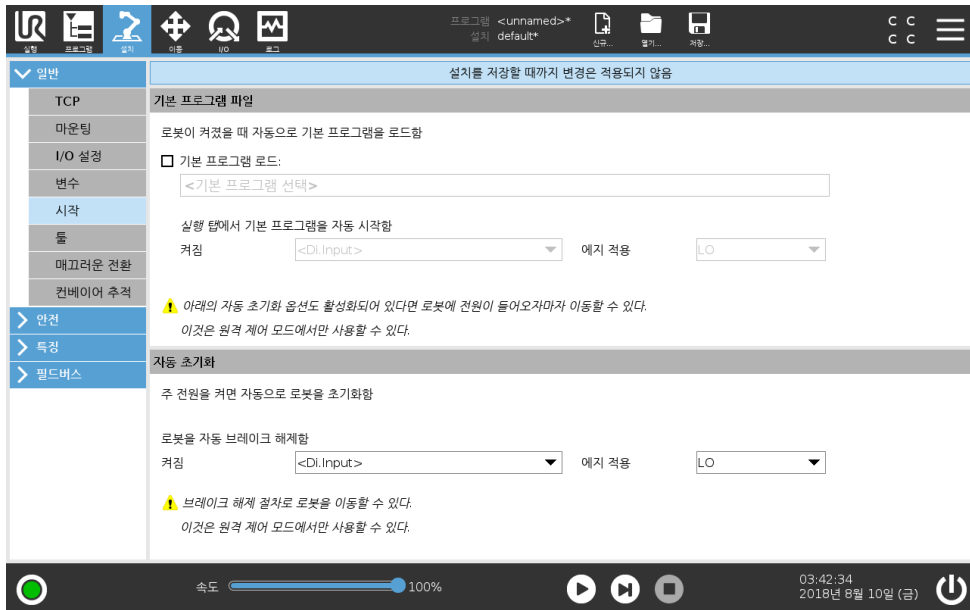 UR
실행
프로그램
설치
이동
I/O
로그
프로그램 <unnamed>*
설치 default*
신규...
열기...
저장...
C C
C C
일반
TCP
마운팅
I/O 설정
변수
시작
툴
매끄러운 전환
컨베이어 추적
안전
특징
필드버스
설치를 저장할 때까지 변경은 적용되지 않음
기본 프로그램 파일
로봇이 켜졌을 때 자동으로 기본 프로그램을 로드함
기본 프로그램 로드:
<기본 프로그램 선택>
실행 탭에서 기본 프로그램을 자동 시작함
켜짐 <Di.Input> 에지 적용 LO
아래의 자동 초기화 옵션도 활성화되어 있다면 로봇에 전원이 들어오자마자 이동할 수 있다.
이것은 원격 제어 모드에서만 사용할 수 있다.
자동 초기화
주 전원을 켜면 자동으로 로봇을 초기화함
로봇을 자동 브레이크 해제함
켜짐 <Di.Input> 에지 적용 LO
브레이크 해제 절차로 로봇을 이동할 수 있다.
이것은 원격 제어 모드에서만 사용할 수 있다.
속도 100%
03:42:34
2018년 8월 10일 (금)